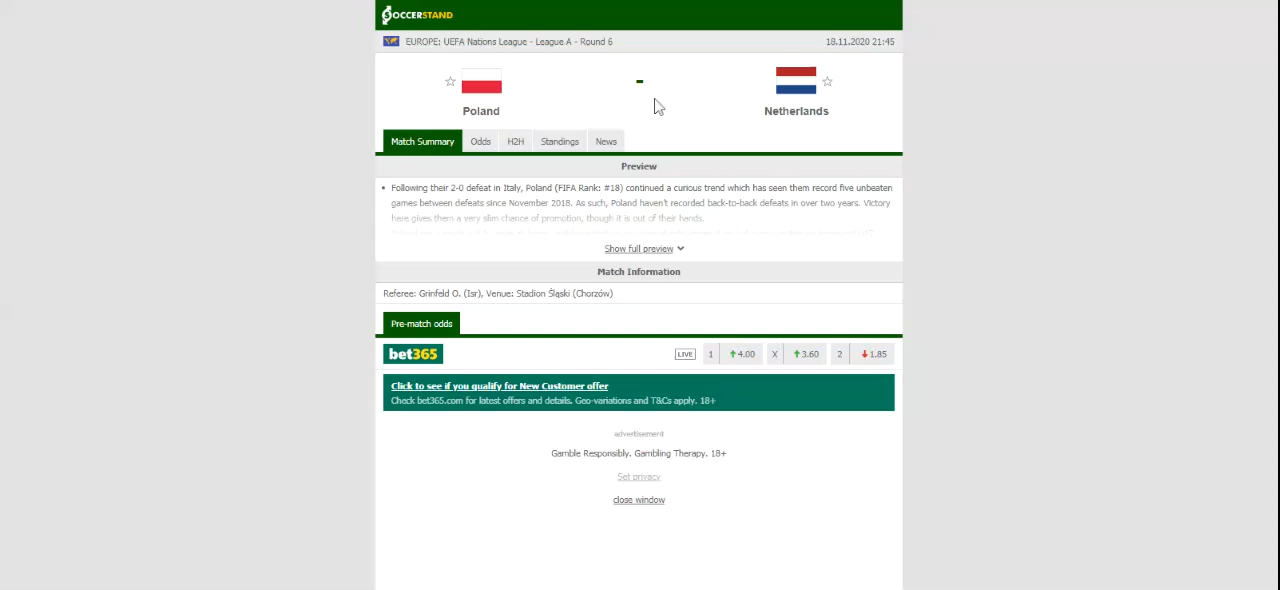 SOCCERSTAND
EUROPE: UEFA Nations League - League A - Round 6 18.11.2020 21:45
-
Poland Netherlands
Match Summary Odds H2H Standings News
Preview
• Following their 2-0 defeat in Italy, Poland (FIFA Rank: #18) continued a curious trend which has seen them record five unbeaten
games between defeats since November 2018. As such, Poland haven't recorded back-to-back defeats in over two years. Victory
here gives them a very slim chance of promotion, though it is out of their hands.
Show full preview
Match Information
Referee: Grinfeld O. (Isr), Venue: Stadion Śląski (Chorzów)
Pre-match odds
bet365 LIVE 1 4.00 X 3.60 2 1.85
Click to see if you qualify for New Customer offer
Check bet365.com for latest offers and details. Geo-variations and T&Cs apply. 18+
advertisement
Gamble Responsibly. Gambling Therapy. 18+
Set privacy
close window